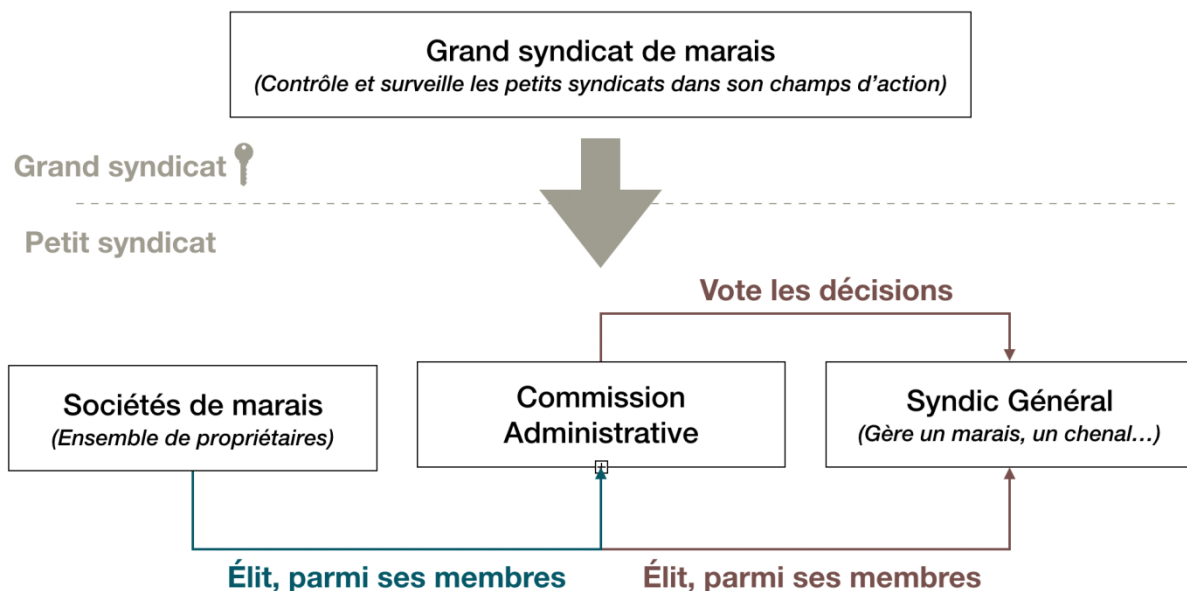 Grand syndicat de marais
(Contrôle et surveille les petits syndicats dans son champs d'action)
Grand syndicat
Petit syndicat
Vote les décisions
Sociétés de marais
(Ensemble de propriétaires)
Commission
Administrative
Syndic Général
(Gère un marais, un chenal…)
Élit, parmi ses membres
Élit, parmi ses membres